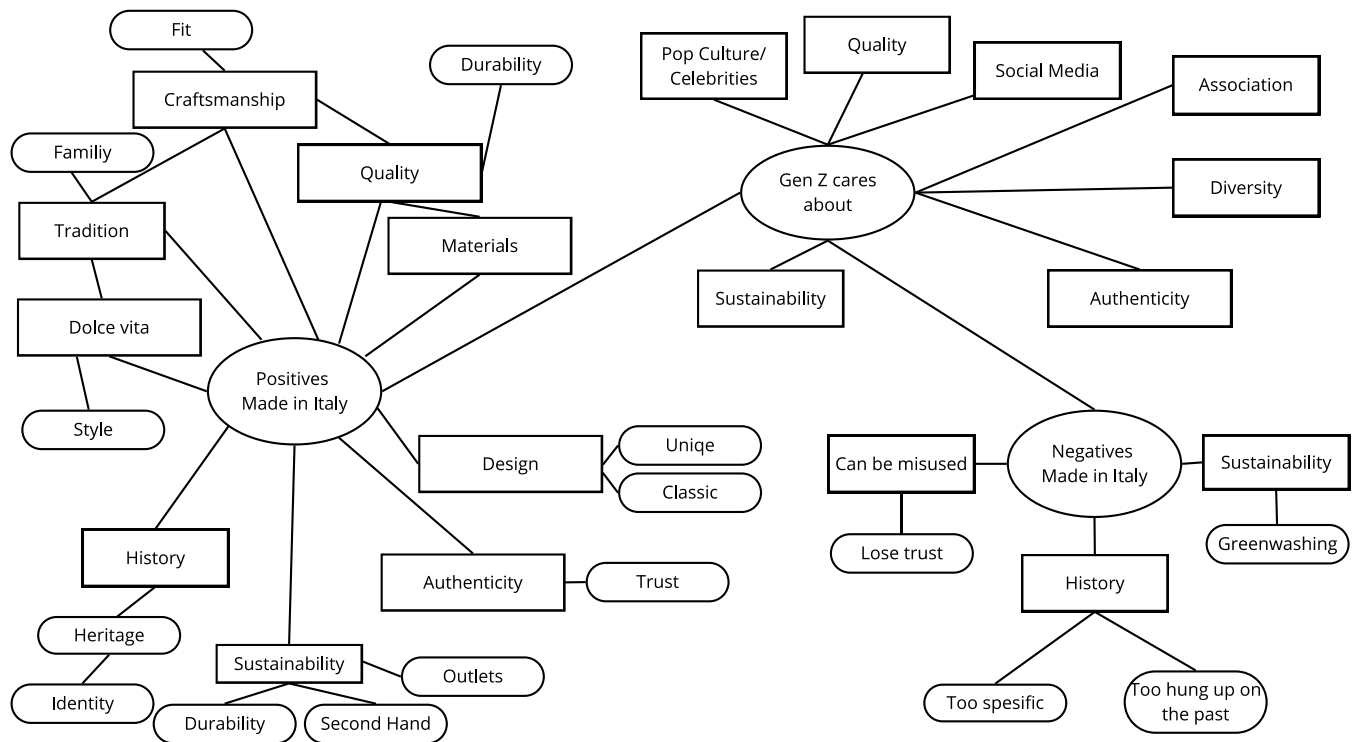 Fit
Craftsmanship
Durability
Familiy
Quality
Tradition
Materials
Dolce vita
Style
Positives
Made in Italy
Design
Uniqe
Classic
History
Heritage
Identity
Authenticity
Trust
Sustainability
Outlets
Durability
Second Hand
Pop Culture/
Celebrities
Quality
Social Media
Association
Gen Z cares
about
Diversity
Sustainability
Authenticity
Can be misused
Lose trust
Negatives
Made in Italy
Sustainability
Greenwashing
History
Too spesific
Too hung up on
the past